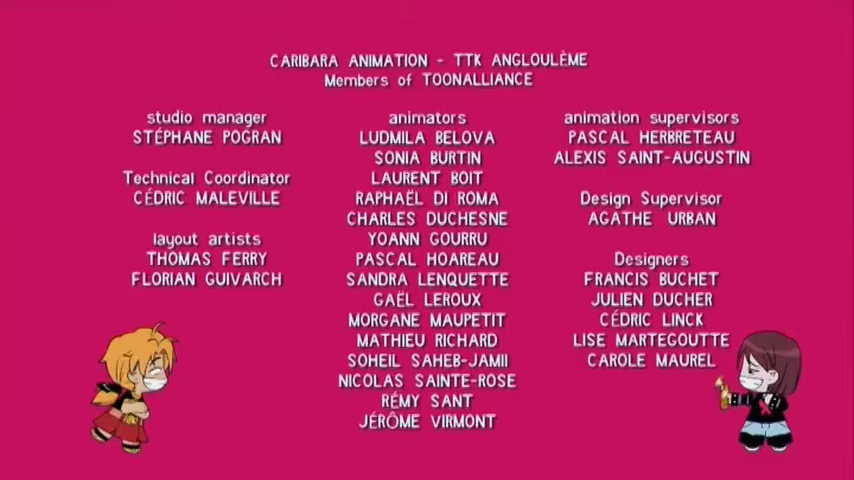 CARIBARA ANIMATION - TTK ANGLOULÈME
Members of TOONALLIANCE
studio manager
STÉPHANE POGRAN
Technical Coordinator
CÉDRIC MALEVILLE
layout artists
THOMAS FERRY
FLORIAN GUIVARCH
animators
LUDMILA BELOVA
SONIA BURTIN
LAURENT BOIT
RAPHAËL DI ROMA
CHARLES DUCHESNE
YOANN GOURRU
PASCAL HOAREAU
SANDRA LENQUETTE
GAËL LEROUX
MORGANE MAUPETIT
MATHIEU RICHARD
SOHEIL SAHEB-JAMII
NICOLAS SAINTE-ROSE
RÉMY SANT
JÉRÔME VIRMONT
animation supervisors
PASCAL HERBRETEAU
ALEXIS SAINT-AUGUSTIN
Design Supervisor
AGATHE URBAN
Designers
FRANCIS BUCHET
JULIEN DUCHER
CÉDRIC LINCK
LISE MARTEGOUTTE
CAROLE MAUREL